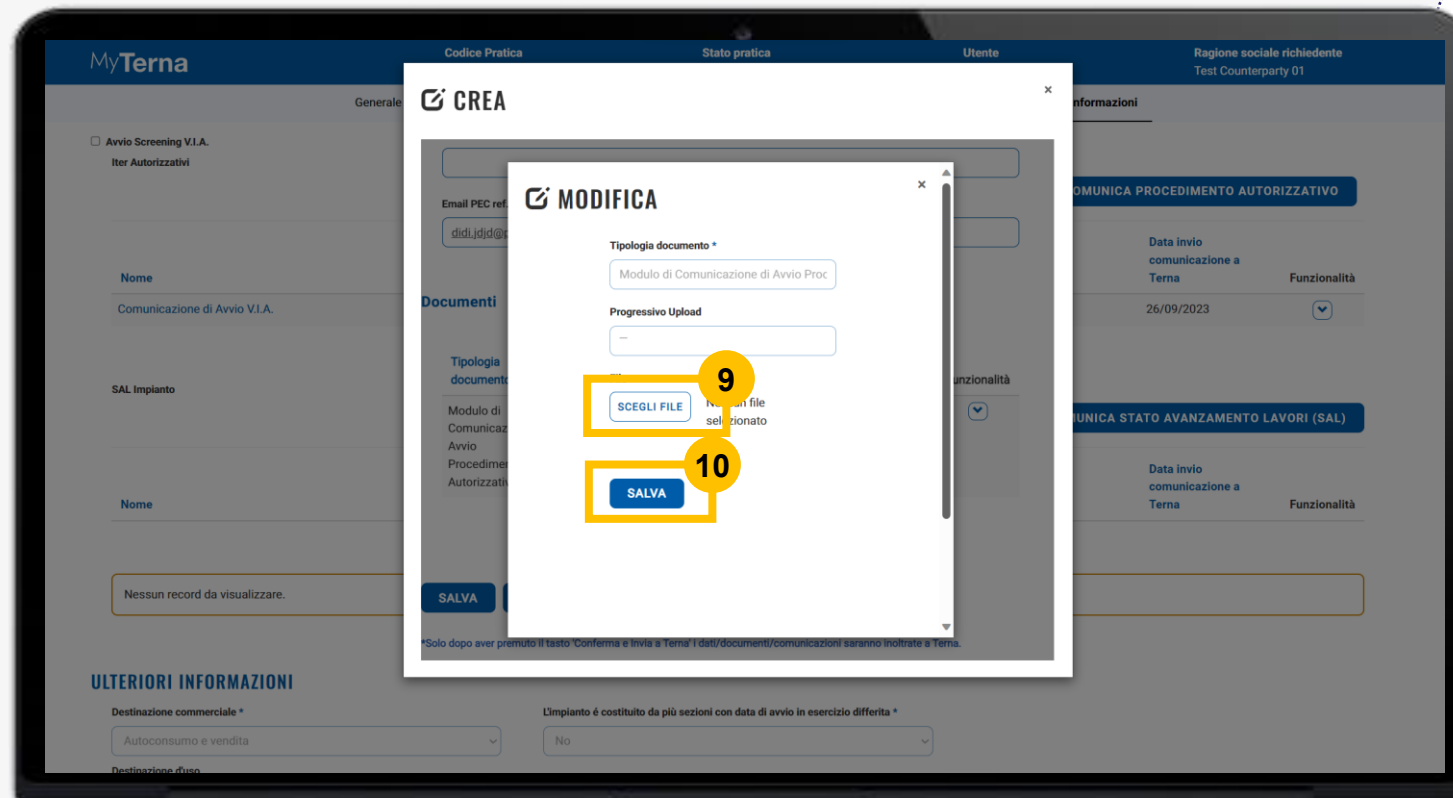 MyTerna
Codice Pratica
Stato pratica
Utente
Ragione sociale richiedente
Test Counterparty 01
Generale
nformazioni
Avvio Screening V.I.A.
Iter Autorizzativi
OMUNICA PROCEDIMENTO AUTORIZZATIVO
Nome
Data invio
comunicazione a
Terna
Funzionalità
Comunicazione di Avvio V.I.A.
26/09/2023
SAL Impianto
UNICA STATO AVANZAMENTO LAVORI (SAL)
Nome
Data invio
comunicazione a
Terna
Funzionalità
Nessun record da visualizzare.
ULTERIORI INFORMAZIONI
Destinazione commerciale *
Autoconsumo e vendita
L'impianto é costituito da più sezioni con data di avvio in esercizio differita *
No
Destinazione d'uso
CREA
×
Email PEC ref.
didi.jdjd@p
Documenti
Tipologia
documento
unzionalità
Modulo di
Comunicaz
Avvio
Procedimen
Autorizzativ
SALVA
*Solo dopo aver premuto il tasto 'Conferma e Invia a Terna' i dati/documenti/comunicazioni saranno inoltrate a Terna.
MODIFICA
×
Tipologia documento *
Modulo di Comunicazione di Avvio Proc
Progressivo Upload
—
9
SCEGLI FILE
file
selezionato
10
SALVA